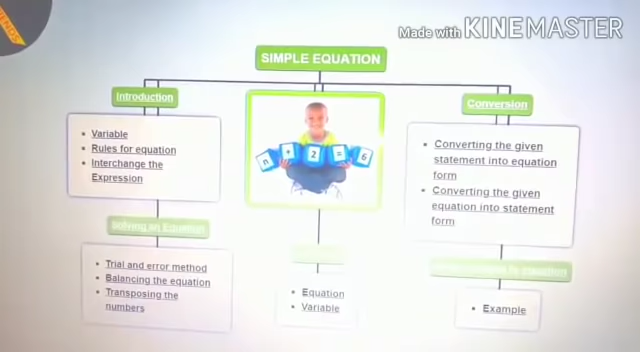 ENDS
Made with KINEMASTER
SIMPLE EQUATION
Introduction
Conversion
Variable
Rules for equation
Interchange the
Expression
n + 2 = 6
Converting the given
statement into equation
form
Converting the given
equation into statement
form
Solving an Equation
Trial and error method
Balancing the equation
Transposing the
numbers
Equation
Variable
Example